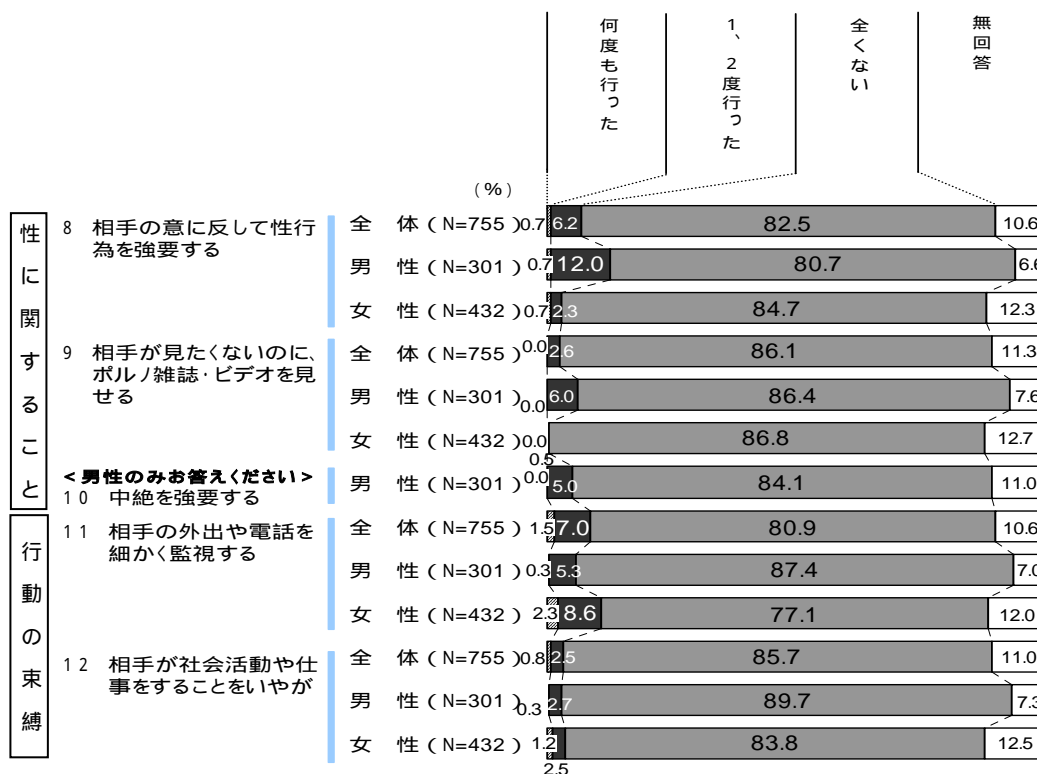 何度も行った
1、2度行った
全くない
無回答
(%)
性に関すること
8 相手の意に反して性行
為を強要する
全 体(N=755) 0.7 6.2 82.5 10.6
男 性(N=301) 0.7 12.0 80.7 6.6
女 性(N=432) 0.7 2.3 84.7 12.3
9 相手が見たくないのに、
ポルノ雑誌・ビデオを見
せる
全 体(N=755) 0.0 2.6 86.1 11.3
男 性(N=301) 0.0 6.0 86.4 7.6
女 性(N=432) 0.0 0.5 86.8 12.7
<男性のみお答えください>
10 中絶を強要する
男 性(N=301) 0.0 5.0 84.1 11.0
行動の束縛
11 相手の外出や電話を
細かく監視する
全 体(N=755) 1.5 7.0 80.9 10.6
男 性(N=301) 0.3 5.3 87.4 7.0
女 性(N=432) 2.3 8.6 77.1 12.0
12 相手が社会活動や仕
事をすることをいやが
全 体(N=755) 0.8 2.5 85.7 11.0
男 性(N=301) 0.3 2.7 89.7 7.3
女 性(N=432) 1.2 2.5 83.8 12.5